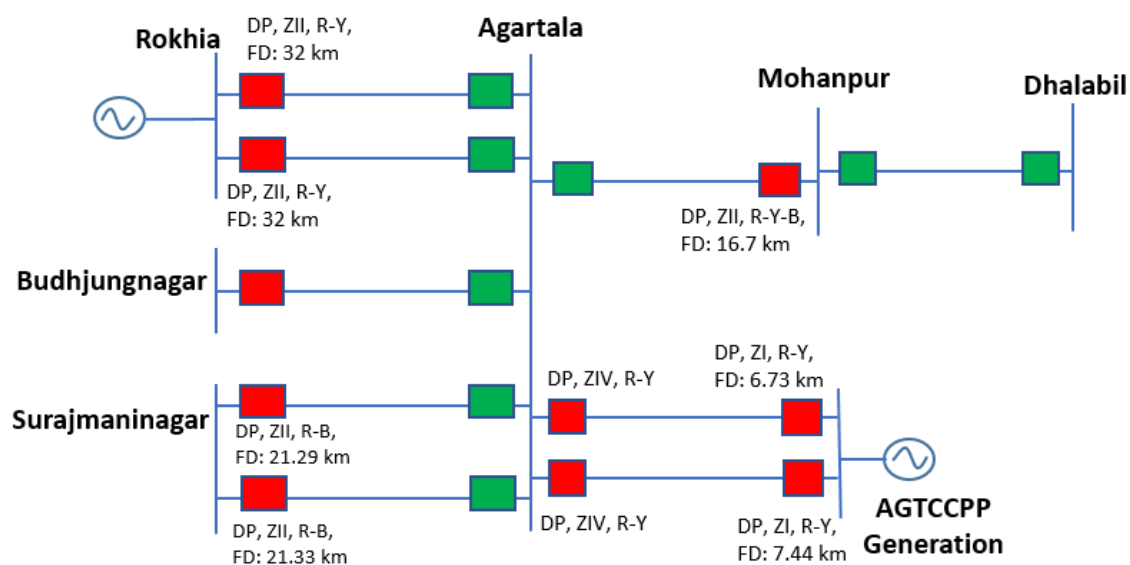 Rokhia
DP, ZII, R-Y,
FD: 32 km
Agartala
Mohanpur
Dhalabil
DP, ZII, R-Y,
FD: 32 km
DP, ZII, R-Y-B,
FD: 16.7 km
Budhjungnagar
DP, ZI, R-Y,
FD: 6.73 km
DP, ZIV, R-Y
Surajmaninagar
DP, ZII, R-B,
FD: 21.29 km
DP, ZII, R-B,
FD: 21.33 km
DP, ZIV, R-Y
DP, ZI, R-Y,
FD: 7.44 km
AGTCCPP
Generation